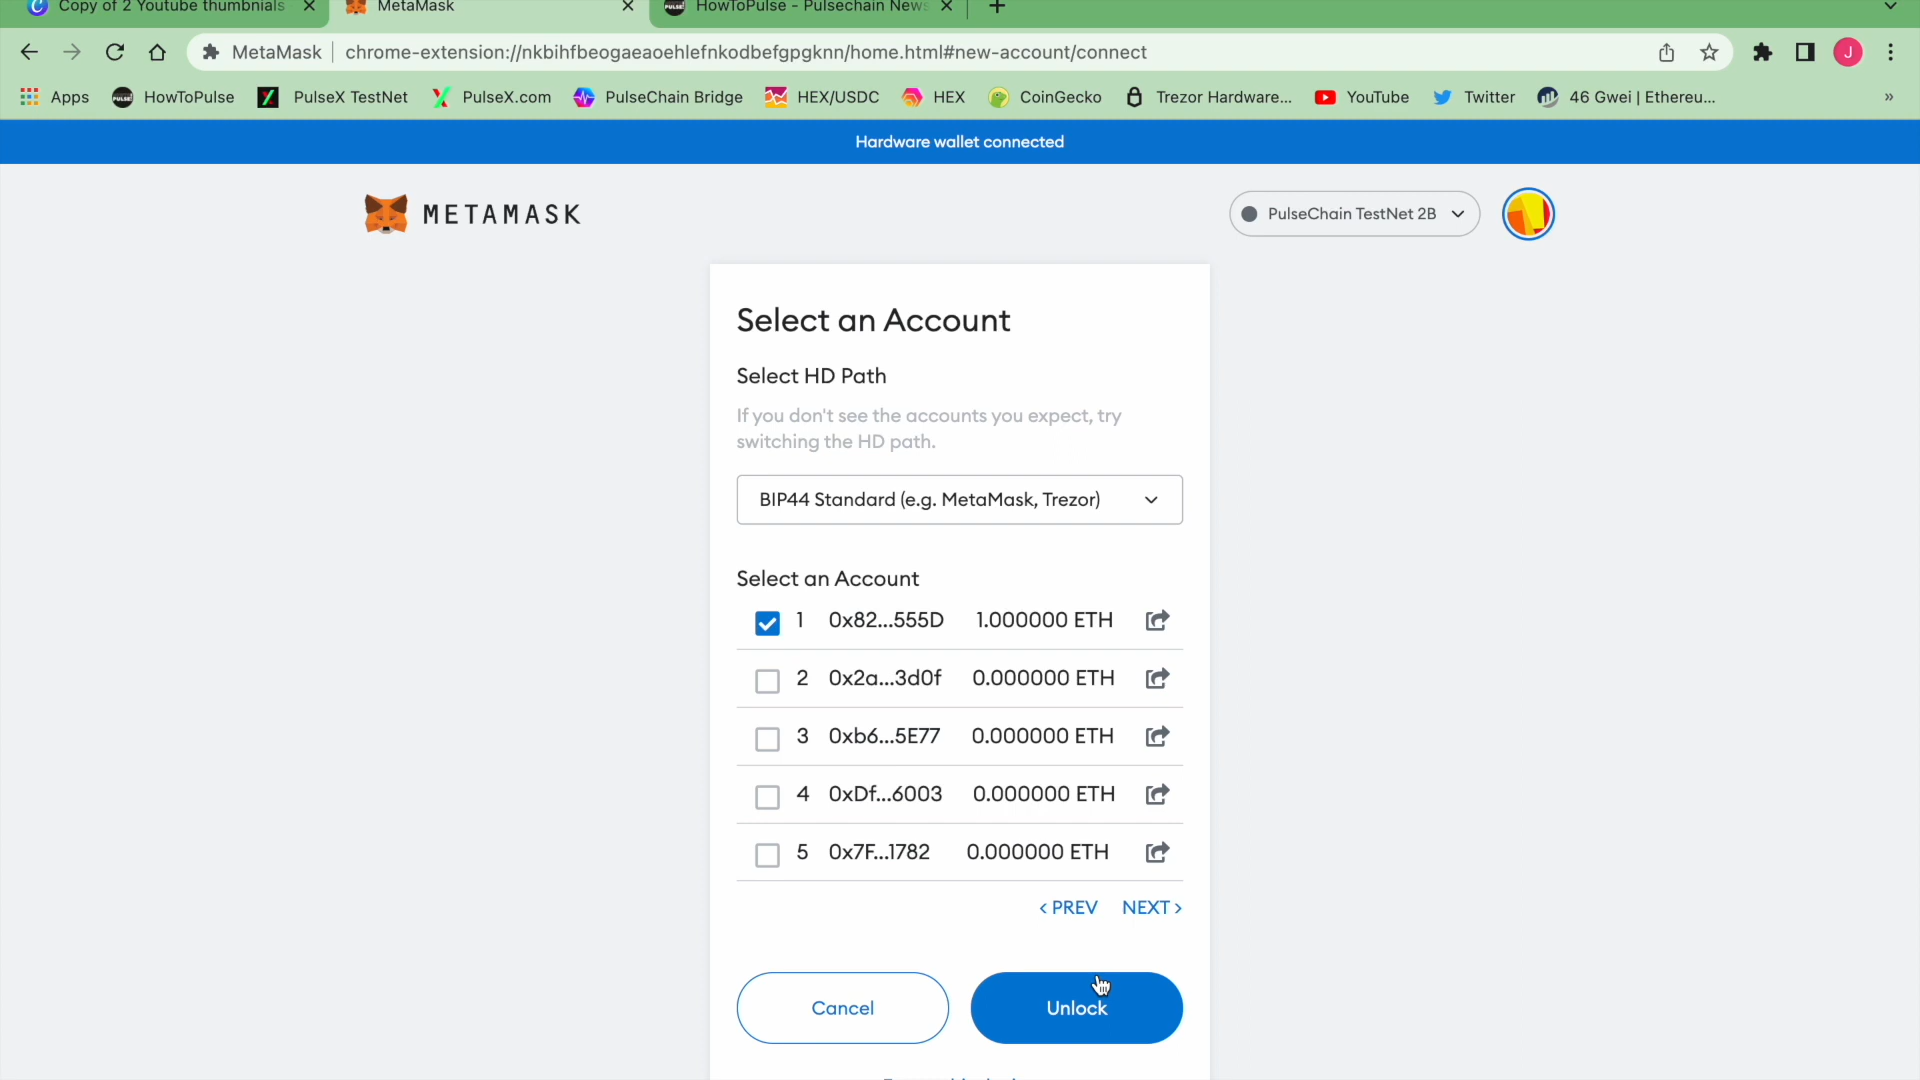 Copy of 2 Youtube thumbnials
MetaMask
HowToPulse - Pulsechain News
MetaMask
chrome-extension://nkbihfbeogaeaoehlefnkodbefgpgknn/home.html#new-account/connect
J
Apps
HowToPulse
PulseX TestNet
PulseX.com
PulseChain Bridge
HEX/USDC
HEX
CoinGecko
Trezor Hardware...
YouTube
Twitter
46 Gwei | Ethereu...
»
Hardware wallet connected
METAMASK
PulseChain TestNet 2B
Select an Account
Select HD Path
If you don't see the accounts you expect, try
switching the HD path.
BIP44 Standard (e.g. MetaMask, Trezor)
Select an Account
1 0x82...555D 1.000000 ETH
2 0x2a...3d0f 0.000000 ETH
3 0xb6...5E77 0.000000 ETH
4 0xDf...6003 0.000000 ETH
5 0x7F...1782 0.000000 ETH
< PREV NEXT >
Cancel
Unlock